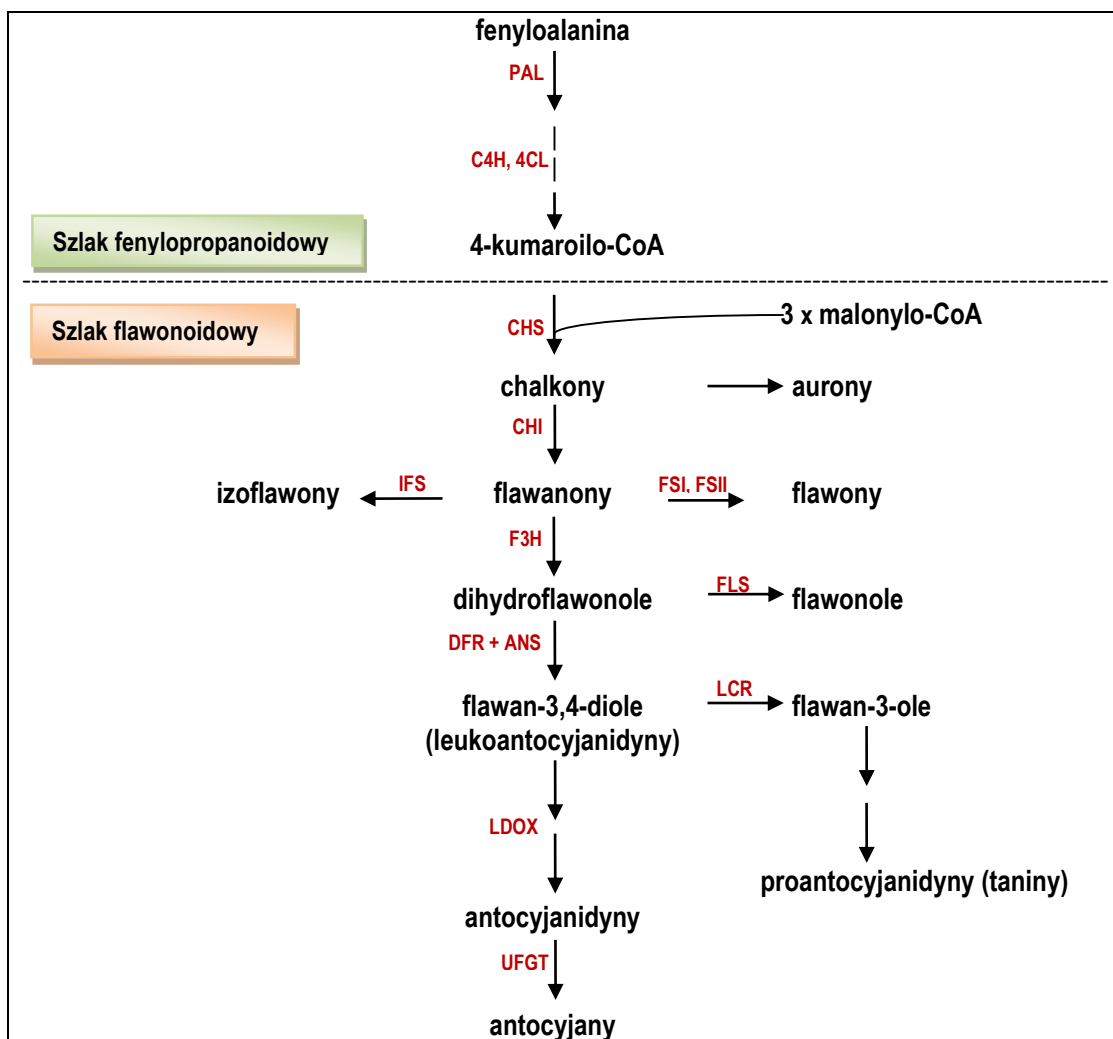 fenyloalanina
PAL
C4H, 4CL
Szlak fenylopropanoidowy
4-kumaroilo-CoA
Szlak flawonoidowy
CHS
3 x malonylo-CoA
chalkony
aurony
CHI
izoflawony
IFS
flawanony
FSI, FSII
flawony
F3H
dihydroflawonole
FLS
flawonole
DFR + ANS
flawan-3,4-diole
(leukoantocyjanidyny)
LCR
flawan-3-ole
LDOX
proantocyjanidyny (taniny)
antocyjanidyny
UFGT
antocyjany